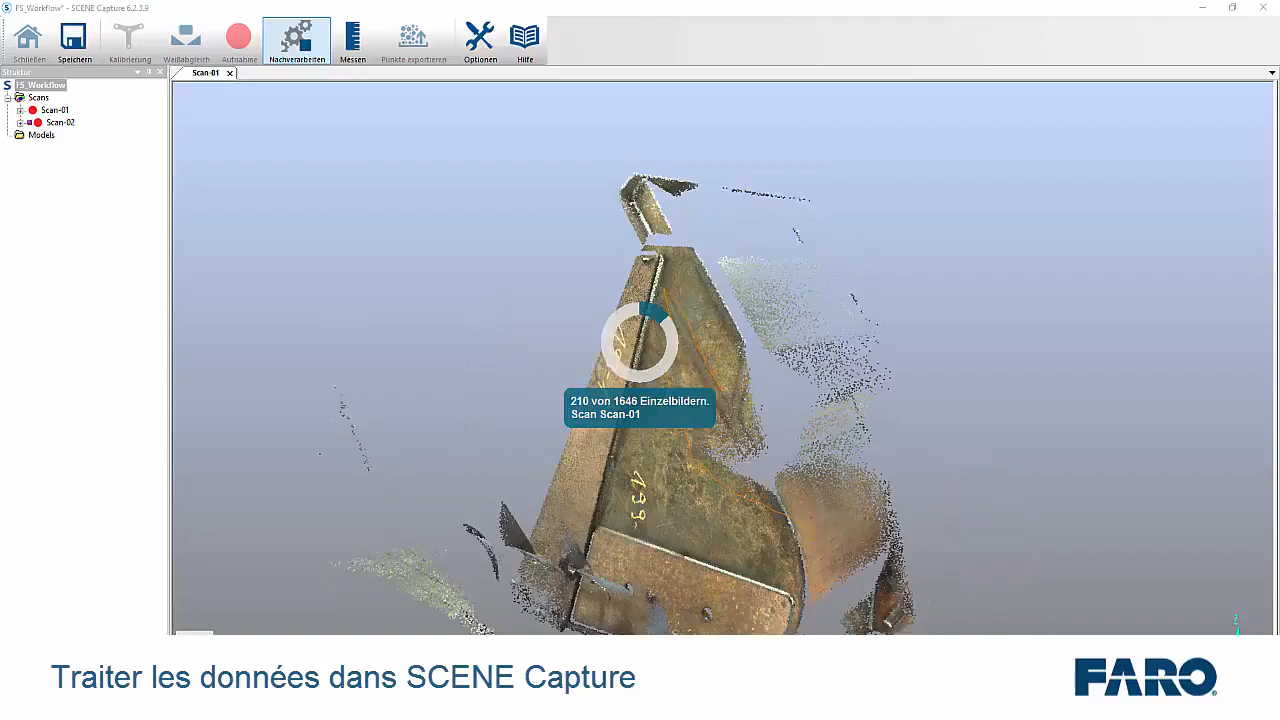 FS_Workflow* - SCENE Capture 6.2.3.9
Schließen
Speichern
Kalibrierung
Weißabgleich
Aufnahme
Nachverarbeiten
Messen
Punkte exportieren
Optionen
Hilfe
Struktur
Scan-01
FS_Workflow
Scans
Scan-01
Scan-02
Models
199
210 von 1646 Einzelbildern.
Scan Scan-01
Z
Traiter les données dans SCENE Capture
FARO